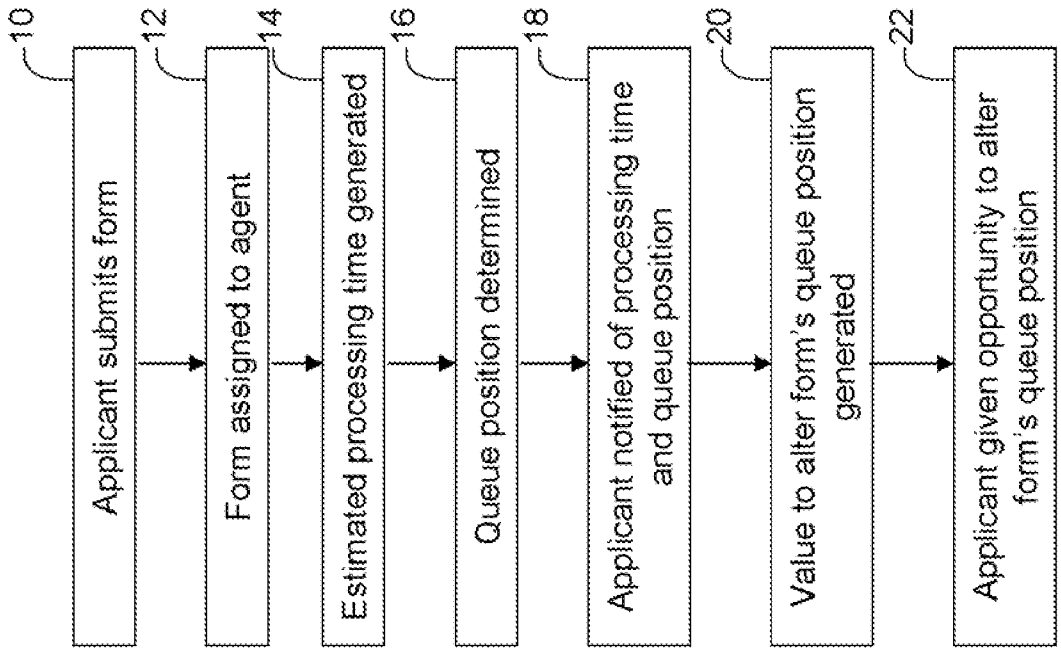 10
Applicant submits form
12
Form assigned to agent
14
Estimated processing time generated
16
Queue position determined
18
Applicant notified of processing time
and queue position
20
Value to alter form's queue position
generated
22
Applicant given opportunity to alter
form's queue position